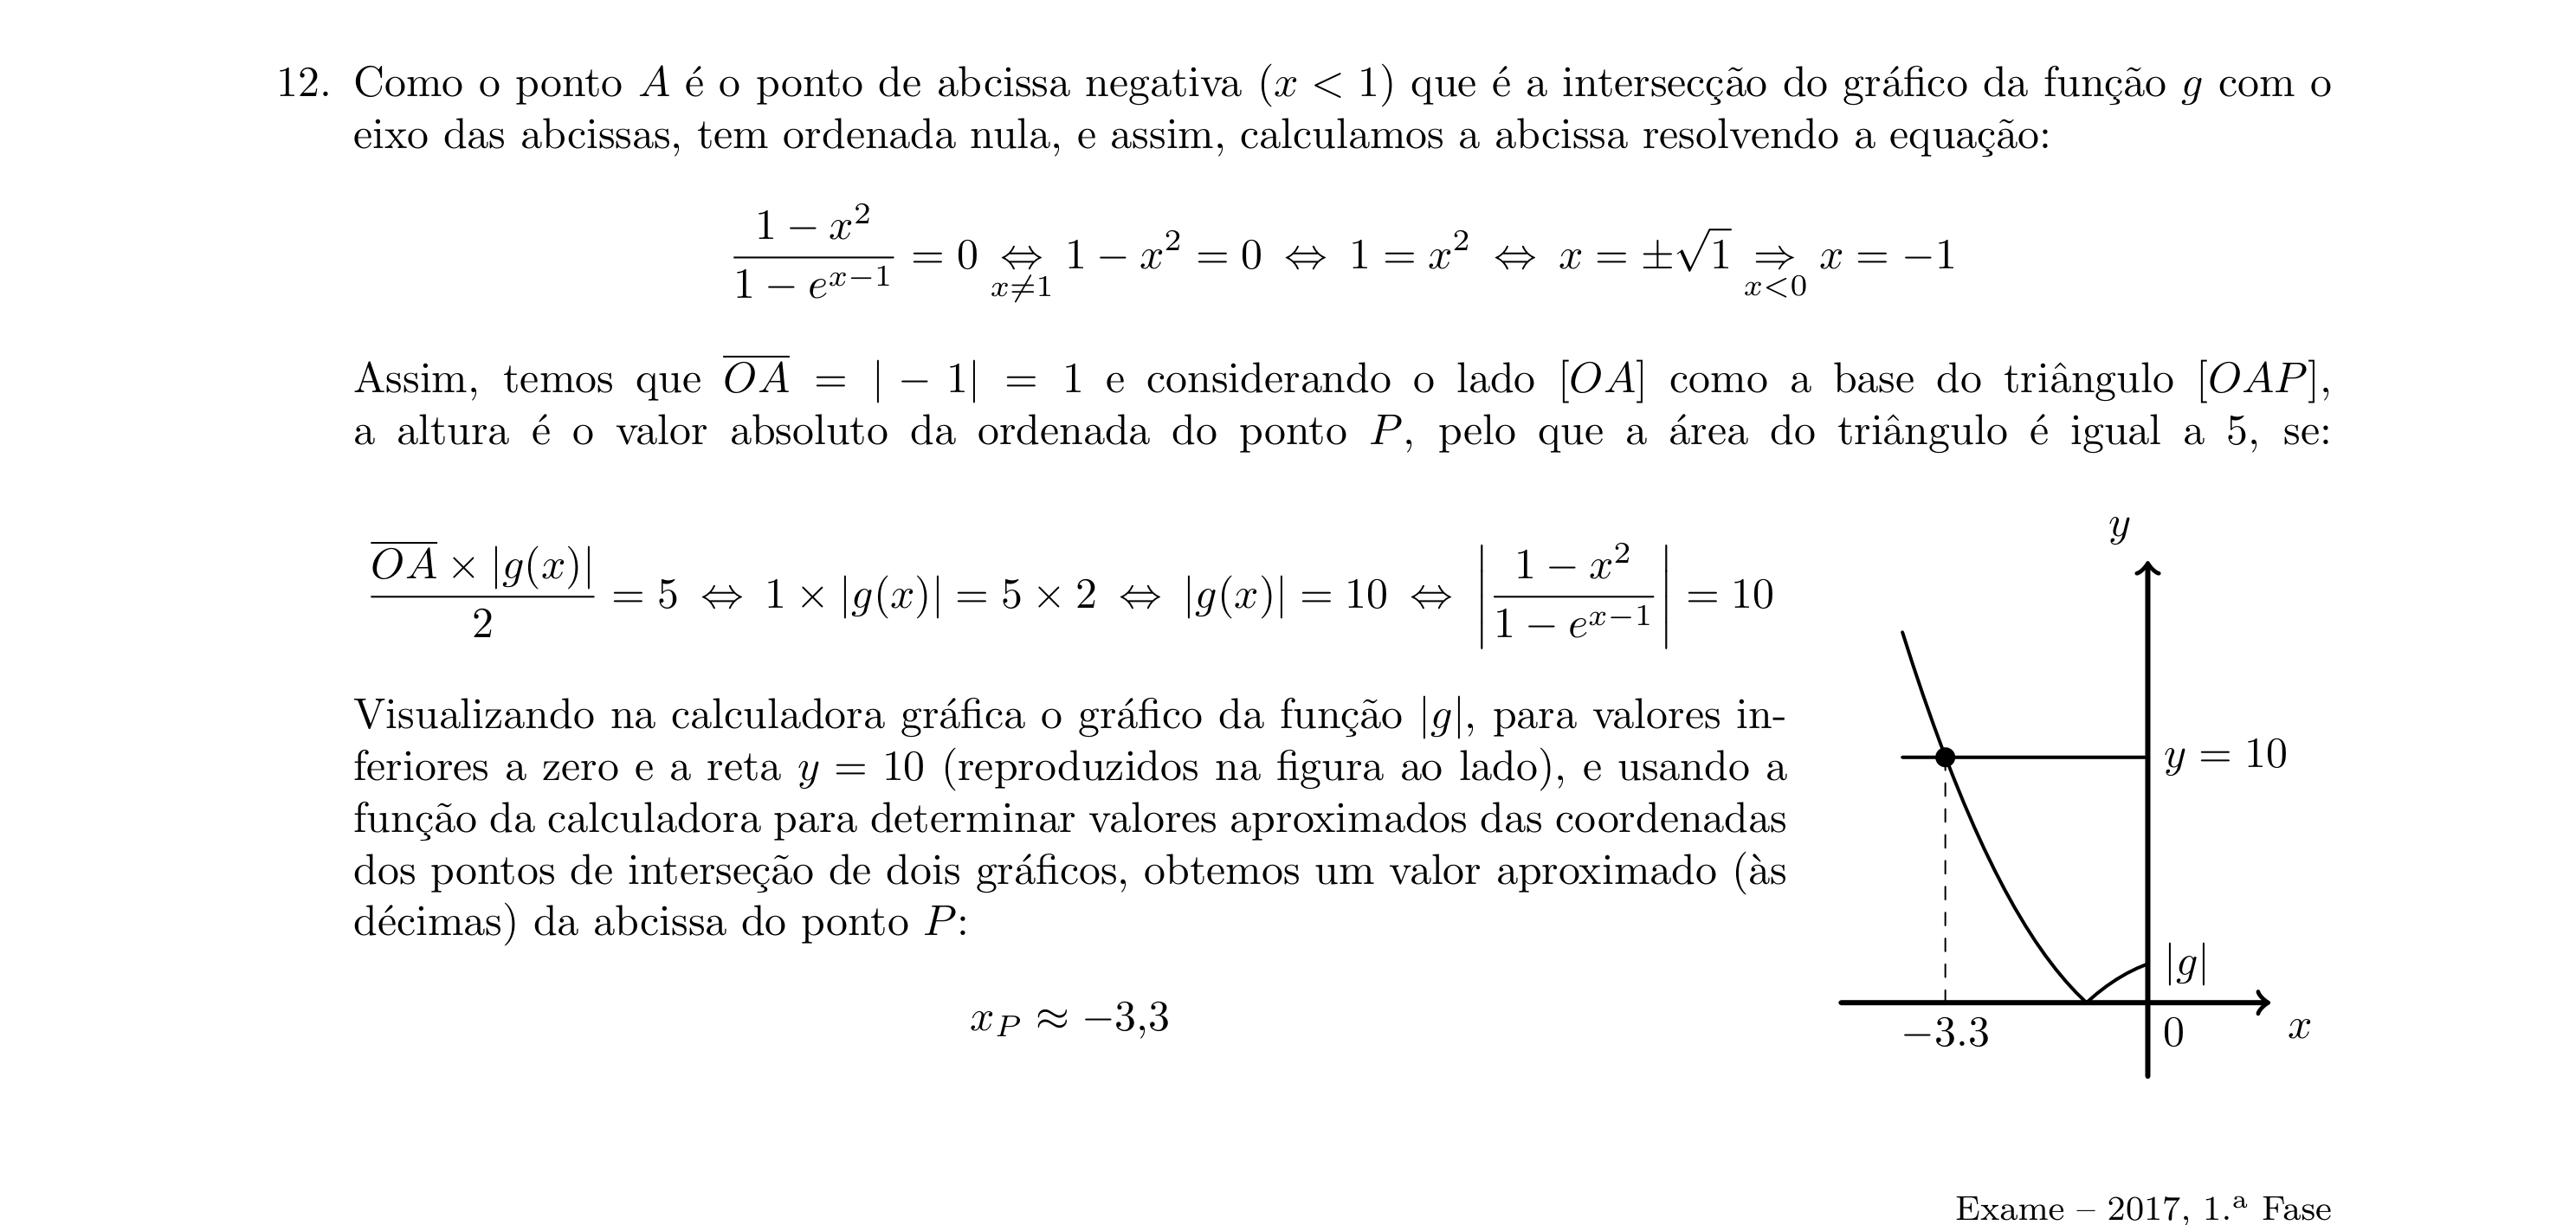 12. Como o ponto A é o ponto de abcissa negativa (x < 1) que é a intersecção do gráfico da função g com o
eixo das abcissas, tem ordenada nula, e assim, calculamos a abcissa resolvendo a equação:
\frac{1 - x^2}{1 - e^{x-1}} = 0 \underset{x \neq 1}{\Leftrightarrow} 1 - x^2 = 0 \Leftrightarrow 1 = x^2 \Leftrightarrow x = \pm\sqrt{1} \underset{x<0}{\Rightarrow} x = -1
Assim, temos que \overline{OA} = | - 1| = 1 e considerando o lado [OA] como a base do triângulo [OAP],
a altura é o valor absoluto da ordenada do ponto P, pelo que a área do triângulo é igual a 5, se:
\frac{\overline{OA} \times |g(x)|}{2} = 5 \Leftrightarrow 1 \times |g(x)| = 5 \times 2 \Leftrightarrow |g(x)| = 10 \Leftrightarrow \left|\frac{1 - x^2}{1 - e^{x-1}}\right| = 10
Visualizando na calculadora gráfica o gráfico da função |g|, para valores in-
feriores a zero e a reta y = 10 (reproduzidos na figura ao lado), e usando a
função da calculadora para determinar valores aproximados das coordenadas
dos pontos de interseção de dois gráficos, obtemos um valor aproximado (às
décimas) da abcissa do ponto P:
x_P ≈ −3,3
y
y = 10
|g|
−3.3
0
x
Exame – 2017, 1.ª Fase